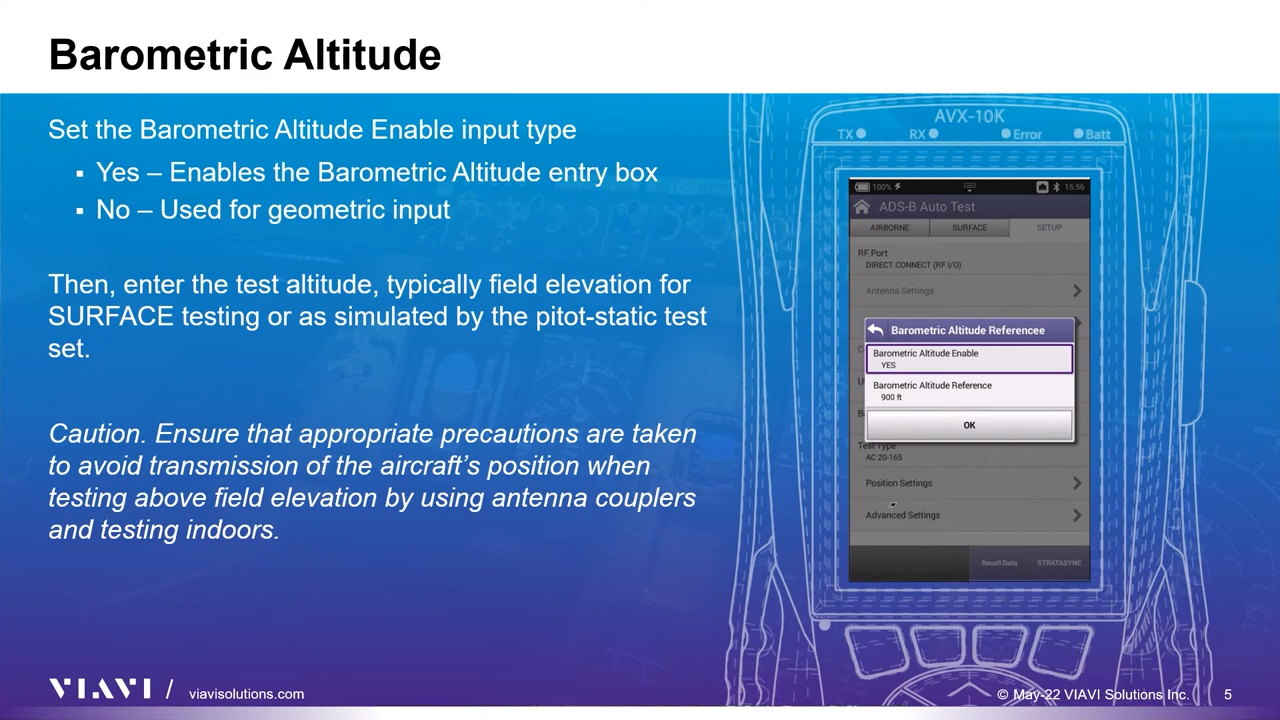 Barometric Altitude
Set the Barometric Altitude Enable input type
▪ Yes – Enables the Barometric Altitude entry box
▪ No – Used for geometric input
Then, enter the test altitude, typically field elevation for
SURFACE testing or as simulated by the pitot-static test
set.
Caution. Ensure that appropriate precautions are taken
to avoid transmission of the aircraft's position when
testing above field elevation by using antenna couplers
and testing indoors.
AVX-10K
TX RX Error Batt
100% 15:56
ADS-B Auto Test
AIRBORNE SURFACE SETUP
RF Port
DIRECT CONNECT (RF I/O)
Antenna Settings
Barometric Altitude Referencee
Barometric Altitude Enable
YES
Barometric Altitude Reference
900 ft
OK
Test Type
AC 20-165
Position Settings
Advanced Settings
Recall Data STRATASYNC
VIAVI / viavisolutions.com
© May-22 VIAVI Solutions Inc. 5